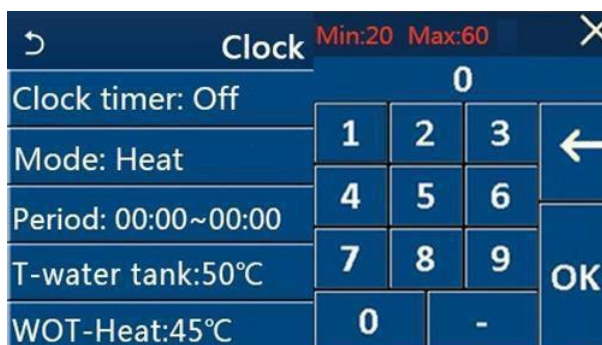 Clock
Clock timer: Off
Mode: Heat
Period: 00:00~00:00
T-water tank:50℃
WOT-Heat:45℃
Min:20 Max:60
0
1 2 3
4 5 6
7 8 9
0 -
OK